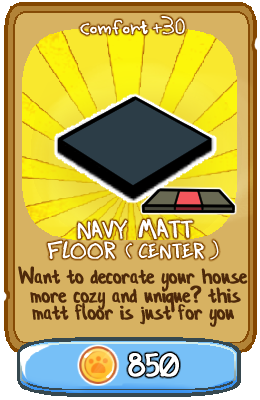 comfort +30
NAVY MATT
FLOOR ( CENTER )
Want to decorate your house
more cozy and unique? this
matt floor is just for you
850